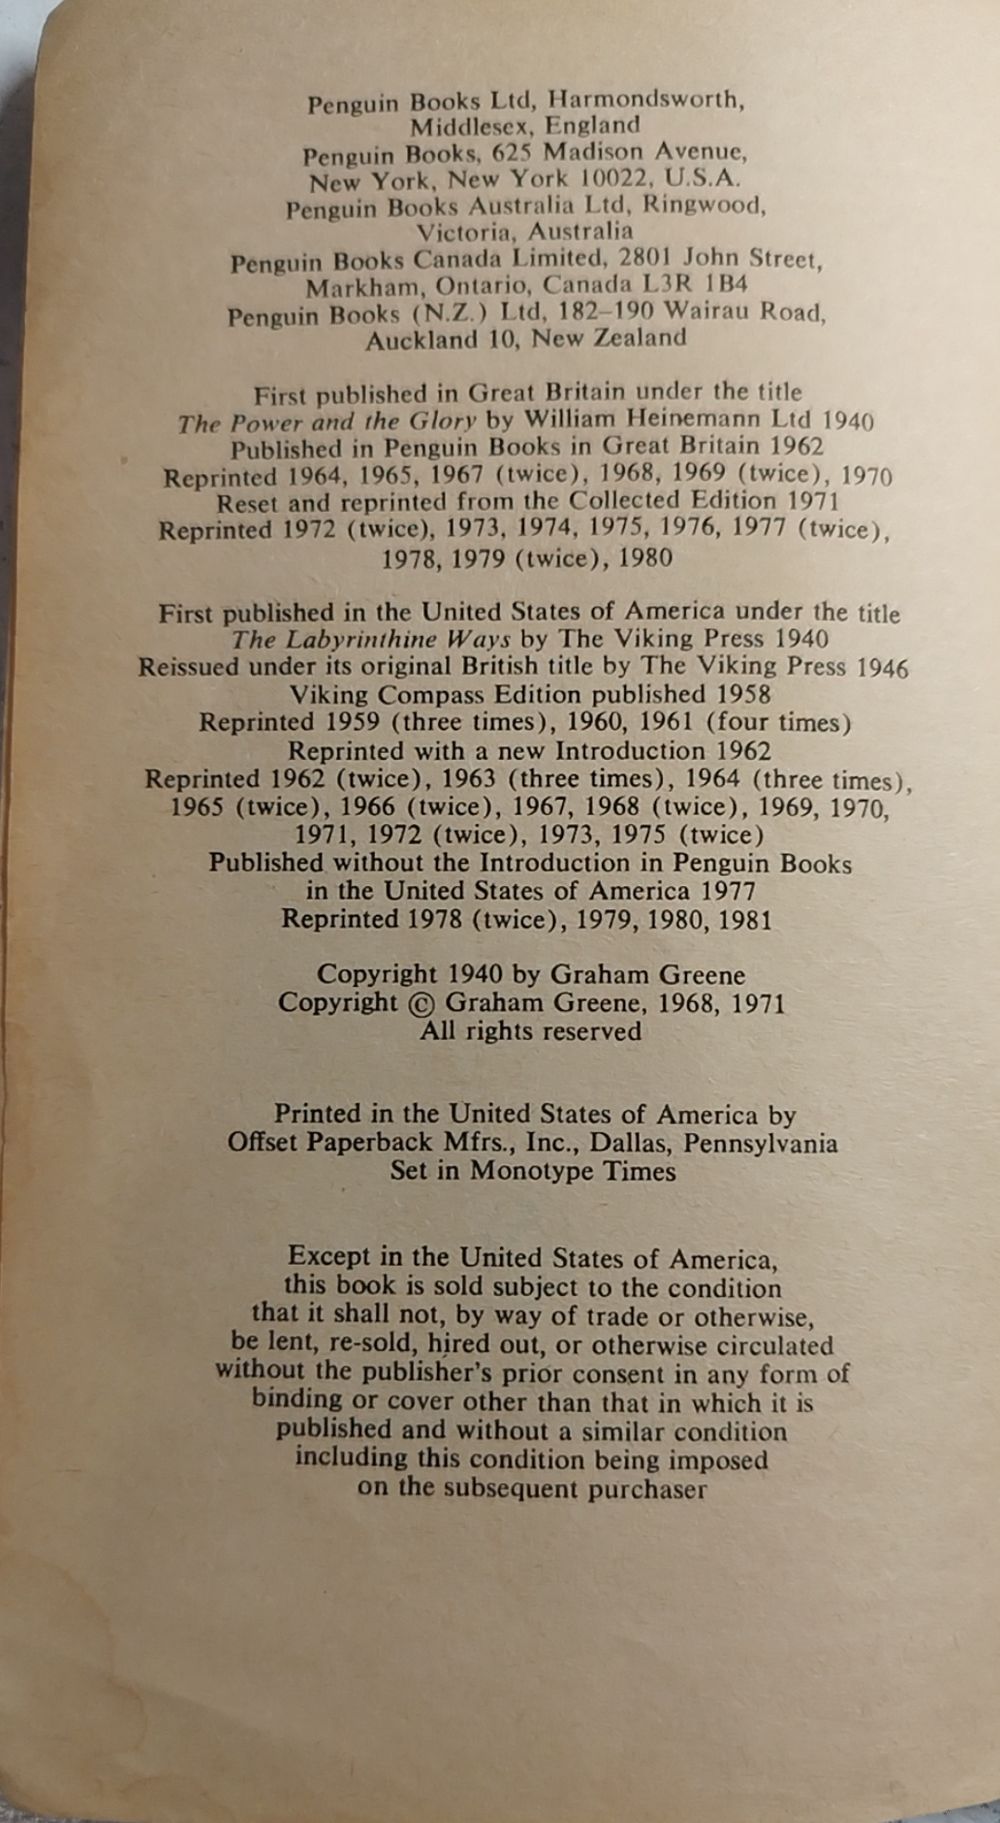 Penguin Books Ltd, Harmondsworth,
Middlesex, England
Penguin Books, 625 Madison Avenue,
New York, New York 10022, U.S.A.
Penguin Books Australia Ltd, Ringwood,
Victoria, Australia
Penguin Books Canada Limited, 2801 John Street,
Markham, Ontario, Canada L3R 1B4
Penguin Books (N.Z.) Ltd, 182–190 Wairau Road,
Auckland 10, New Zealand
First published in Great Britain under the title
The Power and the Glory by William Heinemann Ltd 1940
Published in Penguin Books in Great Britain 1962
Reprinted 1964, 1965, 1967 (twice), 1968, 1969 (twice), 1970
Reset and reprinted from the Collected Edition 1971
Reprinted 1972 (twice), 1973, 1974, 1975, 1976, 1977 (twice),
1978, 1979 (twice), 1980
First published in the United States of America under the title
The Labyrinthine Ways by The Viking Press 1940
Reissued under its original British title by The Viking Press 1946
Viking Compass Edition published 1958
Reprinted 1959 (three times), 1960, 1961 (four times)
Reprinted with a new Introduction 1962
Reprinted 1962 (twice), 1963 (three times), 1964 (three times),
1965 (twice), 1966 (twice), 1967, 1968 (twice), 1969, 1970,
1971, 1972 (twice), 1973, 1975 (twice)
Published without the Introduction in Penguin Books
in the United States of America 1977
Reprinted 1978 (twice), 1979, 1980, 1981
Copyright 1940 by Graham Greene
Copyright © Graham Greene, 1968, 1971
All rights reserved
Printed in the United States of America by
Offset Paperback Mfrs., Inc., Dallas, Pennsylvania
Set in Monotype Times
Except in the United States of America,
this book is sold subject to the condition
that it shall not, by way of trade or otherwise,
be lent, re-sold, hired out, or otherwise circulated
without the publisher's prior consent in any form of
binding or cover other than that in which it is
published and without a similar condition
including this condition being imposed
on the subsequent purchaser